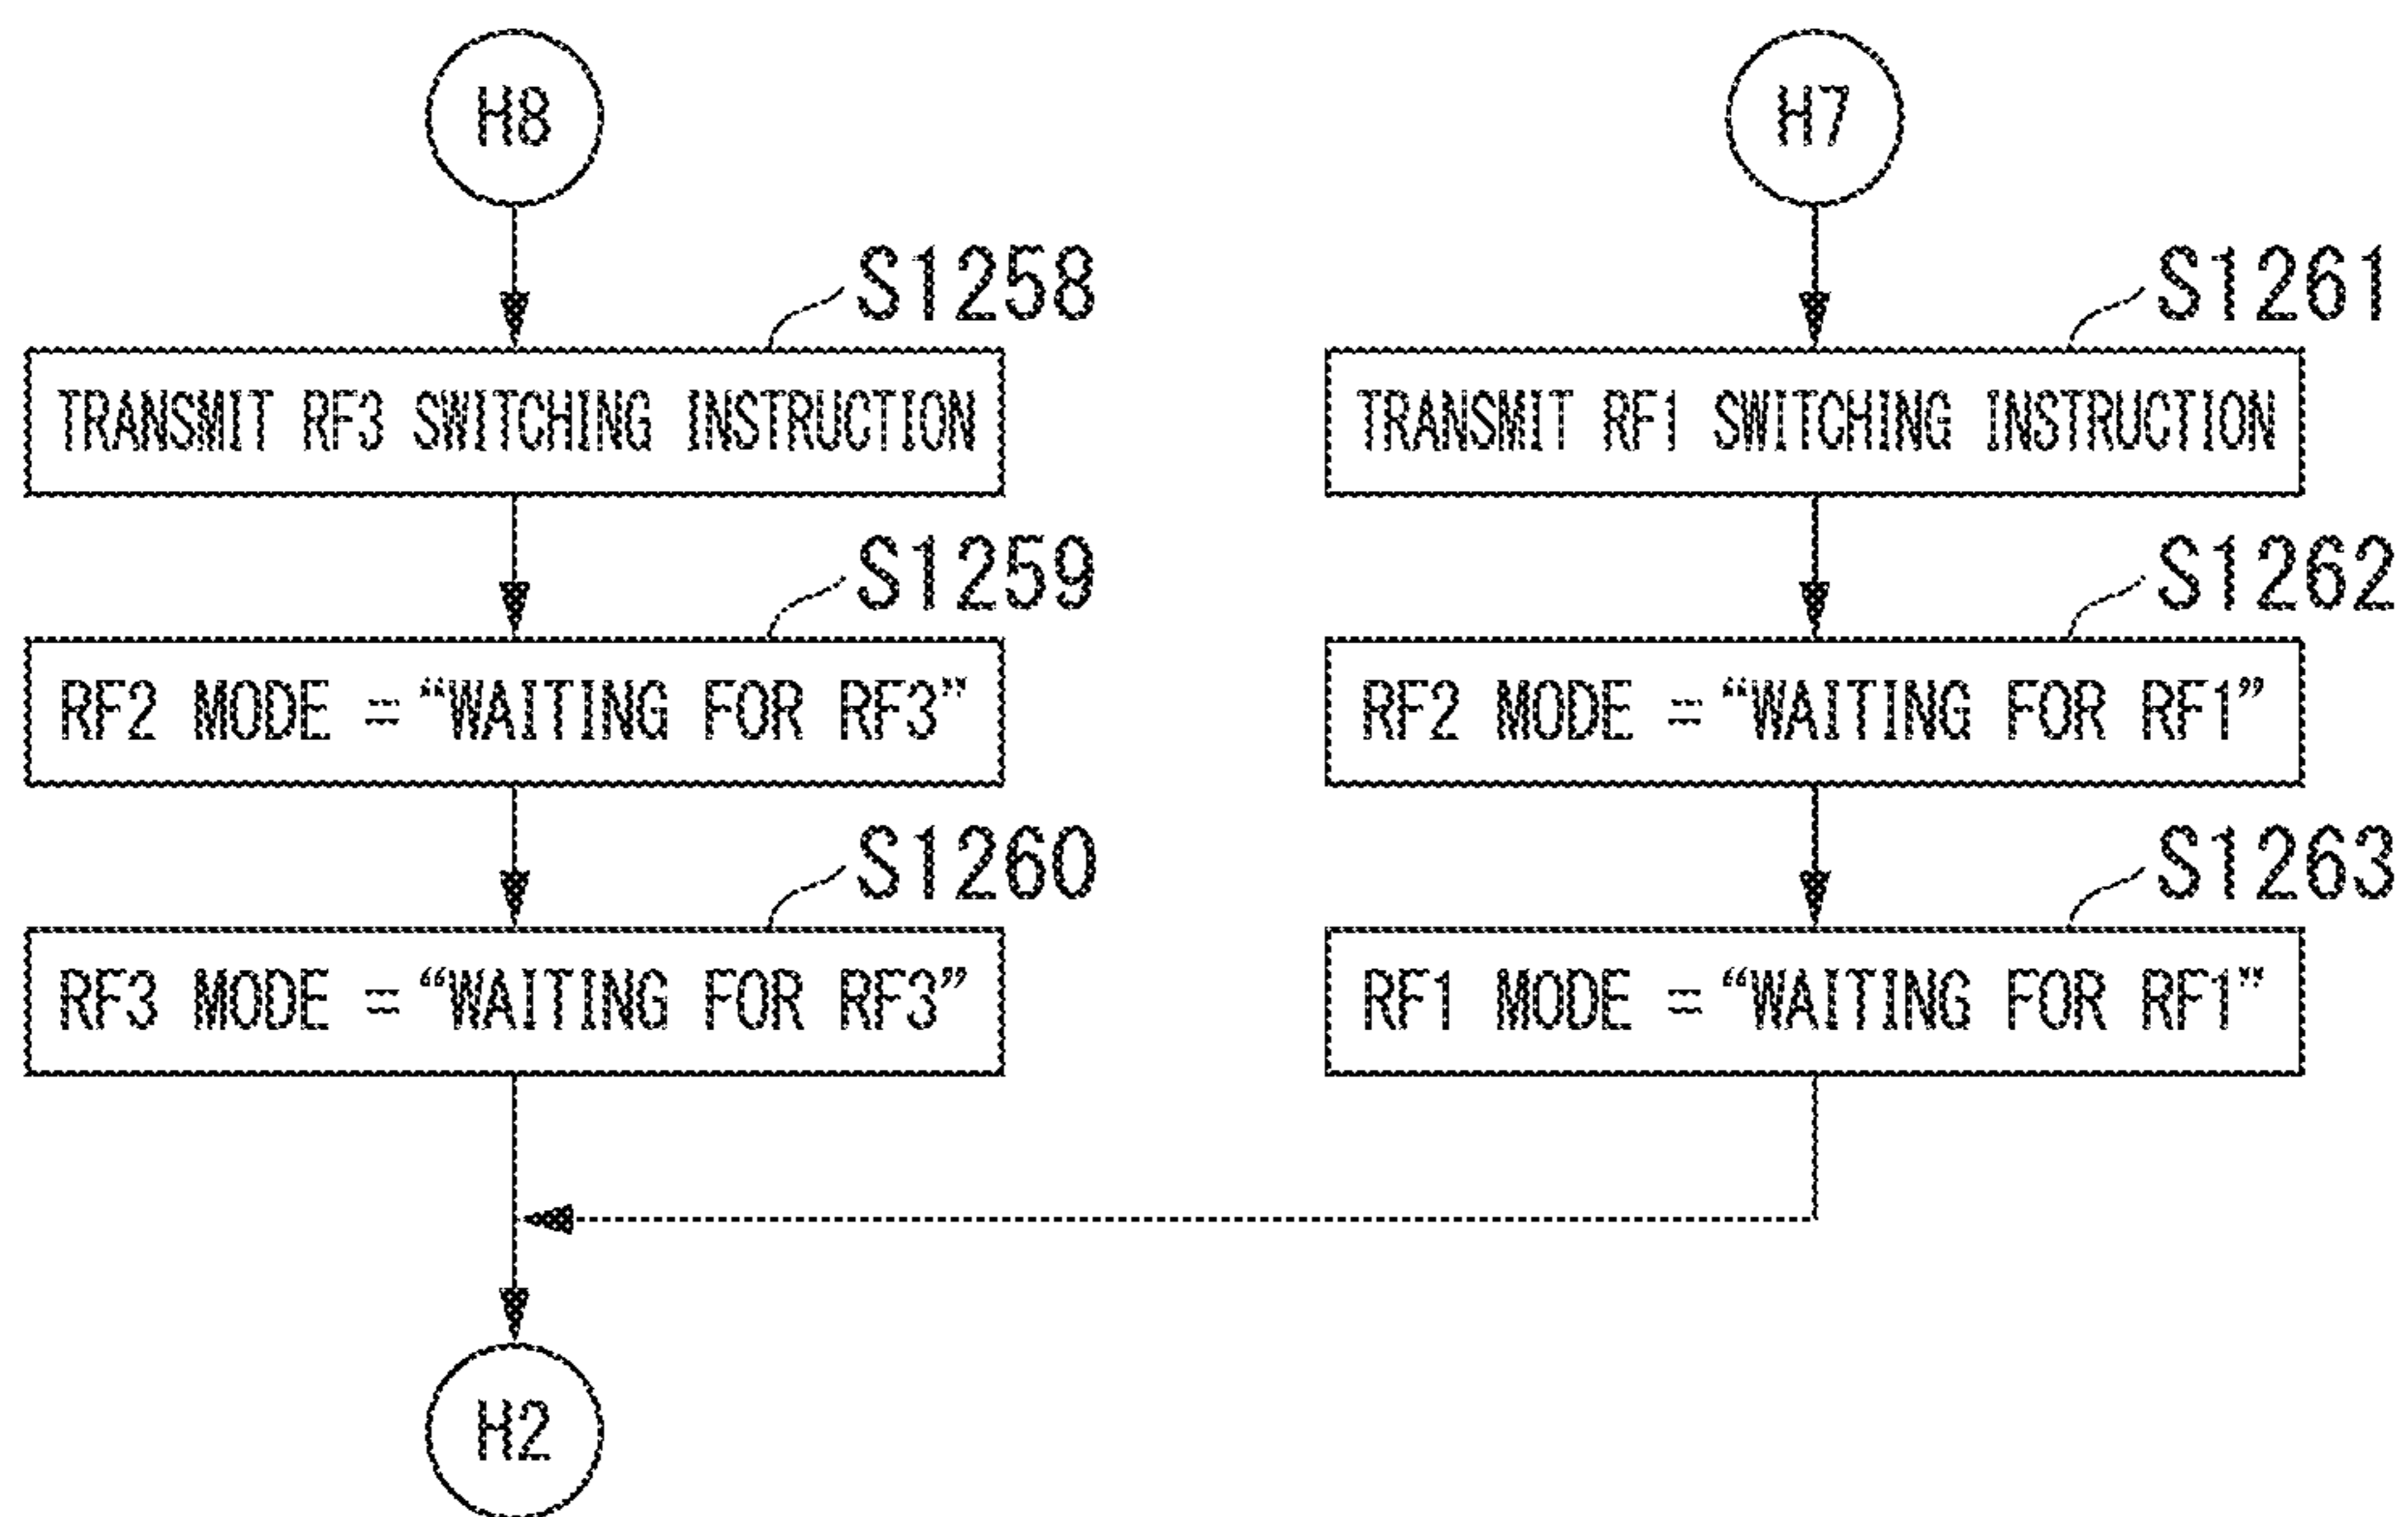 H8
S1258
TRANSMIT RF3 SWITCHING INSTRUCTION
S1259
RF2 MODE = “WAITING FOR RF3”
S1260
RF3 MODE = “WAITING FOR RF3”
H2
H7
S1261
TRANSMIT RF1 SWITCHING INSTRUCTION
S1262
RF2 MODE = “WAITING FOR RF1”
S1263
RF1 MODE = “WAITING FOR RF1”